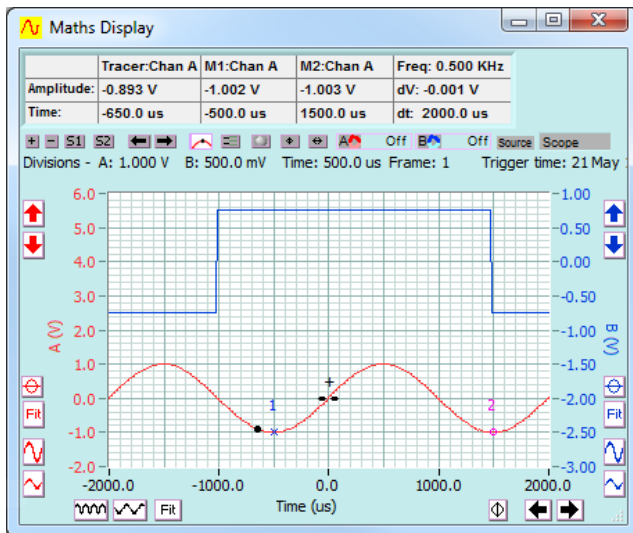 Maths Display
Tracer:Chan A M1:Chan A M2:Chan A Freq: 0.500 KHz
Amplitude: -0.893 V -1.002 V -1.003 V dV: -0.001 V
Time: -650.0 us -500.0 us 1500.0 us dt: 2000.0 us
+ - S1 S2 A Off B Off Source Scope
Divisions - A: 1.000 V B: 500.0 mV Time: 500.0 us Frame: 1 Trigger time: 21 May
6.0 1.00
5.0 0.50
4.0 -0.00
3.0 -0.50
2.0 -1.00
A (V) B (V)
1.0 -1.50
0.0 -2.00
1 2
-1.0 -2.50
-2.0 -3.00
Fit Fit
-2000.0 -1000.0 0.0 1000.0 2000.0
Fit Time (us)